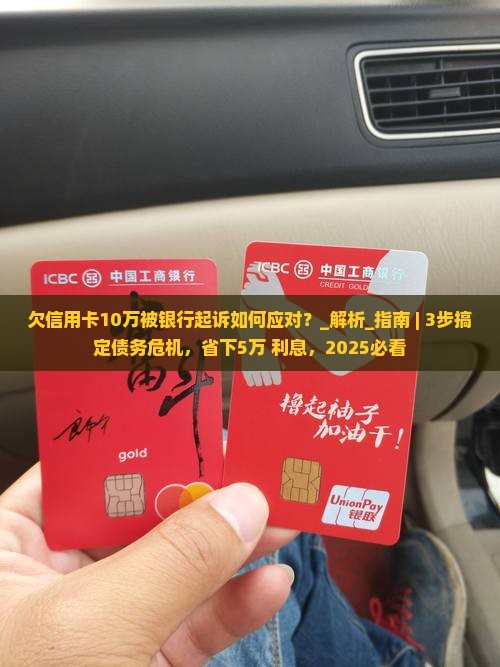 ICBC 中国工商银行
ICBC 中国工商银行
CREDIT GOLD
欠信用卡10万被银行起诉如何应对？_解析_指南 | 3步搞
定债务危机，省下5万 利息，2025必看
奋斗
gold
撸起袖子
加油干！
UnionPay
银联